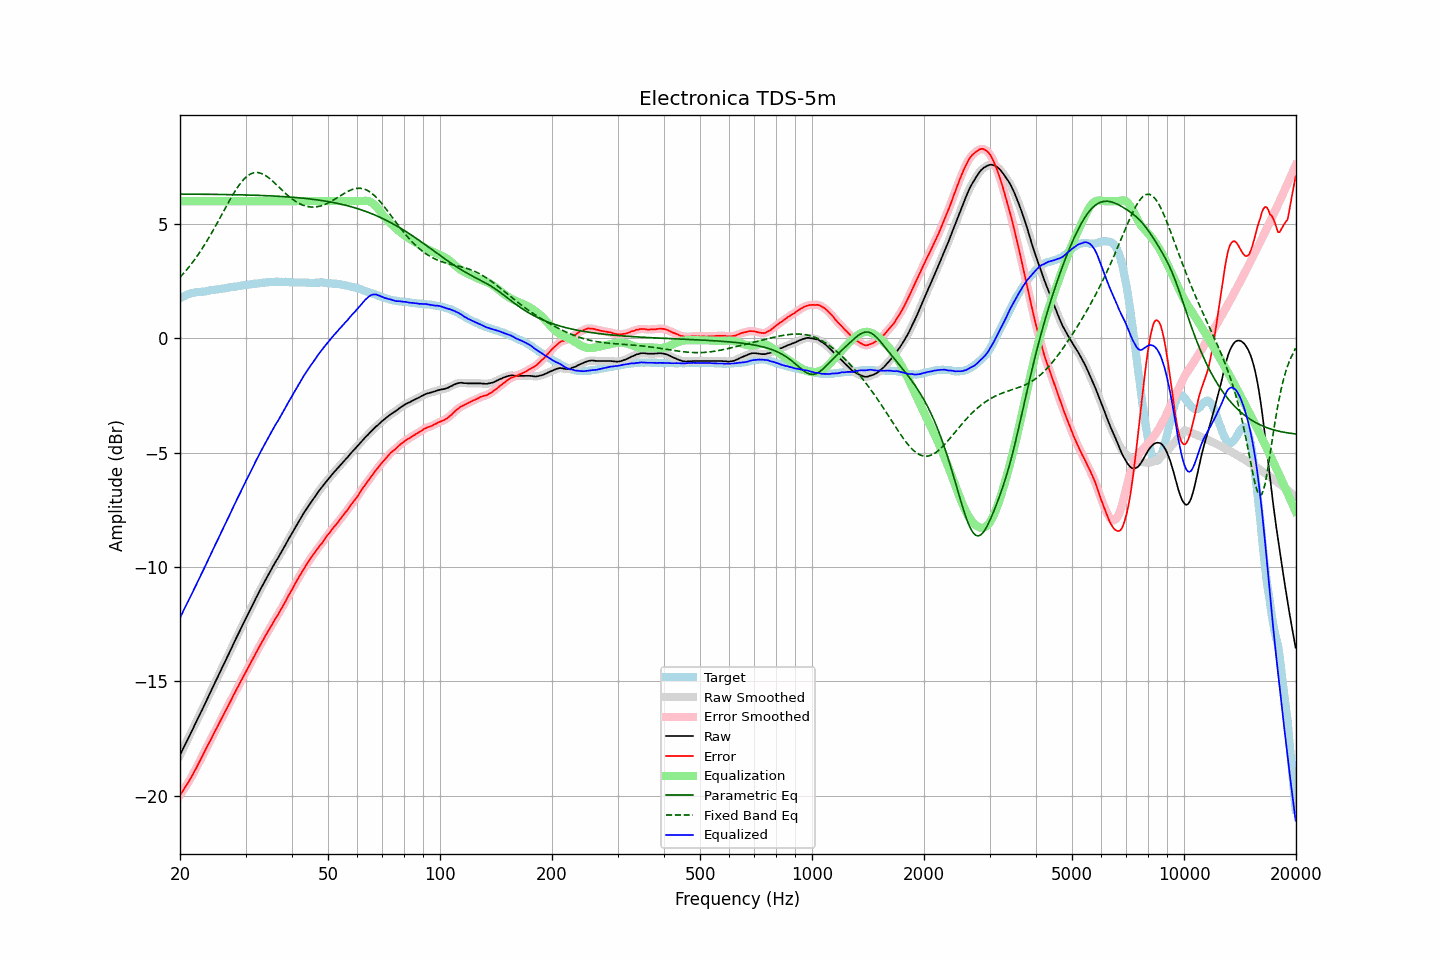 Electronica TDS-5m
Amplitude (dBr)
5
0
−5
−10
−15
−20
Target
Raw Smoothed
Error Smoothed
Raw
Error
Equalization
Parametric Eq
Fixed Band Eq
Equalized
20 50 100 200 500 1000 2000 5000 10000 20000
Frequency (Hz)